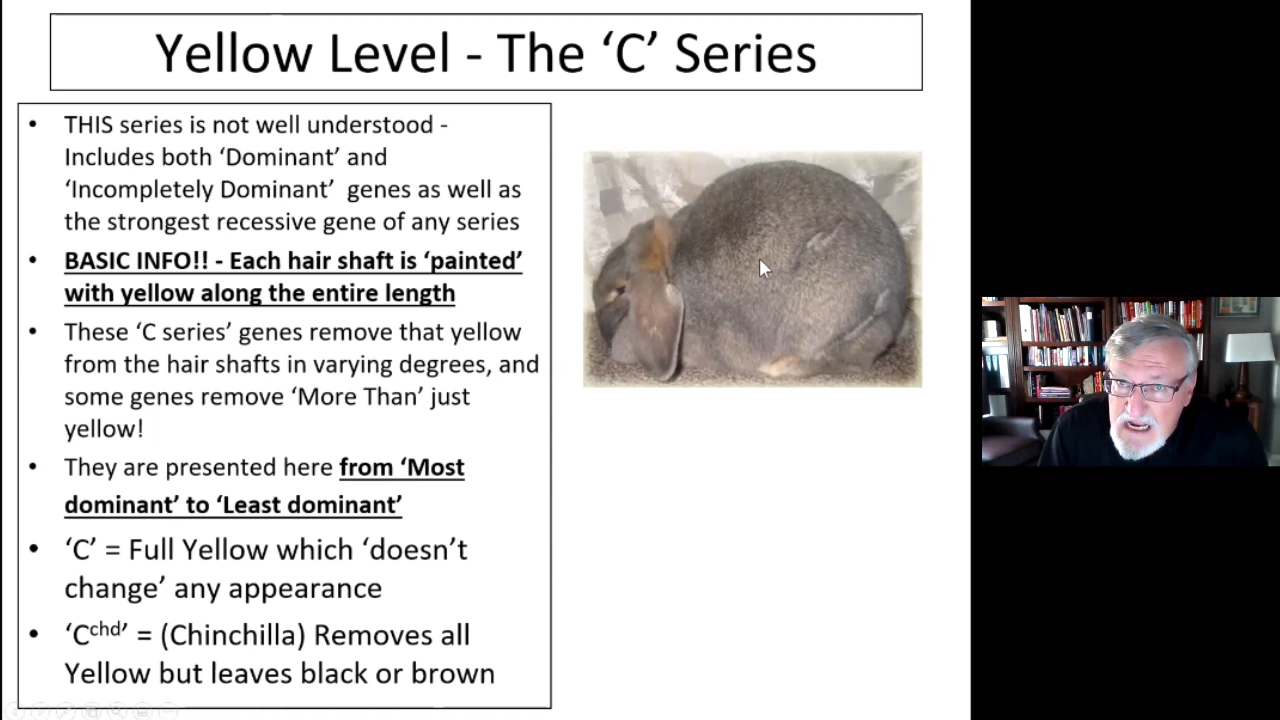 Yellow Level - The ‘C’ Series
• THIS series is not well understood -
Includes both ‘Dominant’ and
‘Incompletely Dominant’ genes as well as
the strongest recessive gene of any series
• BASIC INFO!! - Each hair shaft is ‘painted’
with yellow along the entire length
• These ‘C series’ genes remove that yellow
from the hair shafts in varying degrees, and
some genes remove ‘More Than’ just
yellow!
• They are presented here from ‘Most
dominant’ to ‘Least dominant’
• ‘C’ = Full Yellow which ‘doesn’t
change’ any appearance
• ‘Cchd’ = (Chinchilla) Removes all
Yellow but leaves black or brown